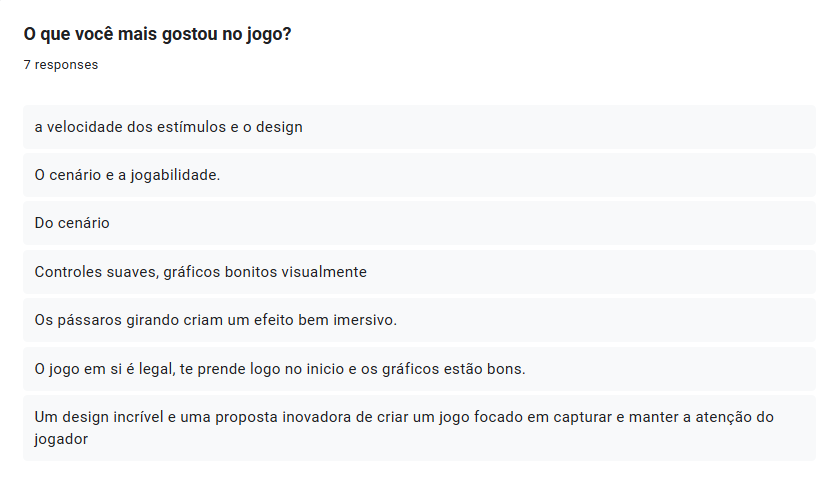 O que você mais gostou no jogo?
7 responses
a velocidade dos estímulos e o design
O cenário e a jogabilidade.
Do cenário
Controles suaves, gráficos bonitos visualmente
Os pássaros girando criam um efeito bem imersivo.
O jogo em si é legal, te prende logo no inicio e os gráficos estão bons.
Um design incrível e uma proposta inovadora de criar um jogo focado em capturar e manter a atenção do
jogador